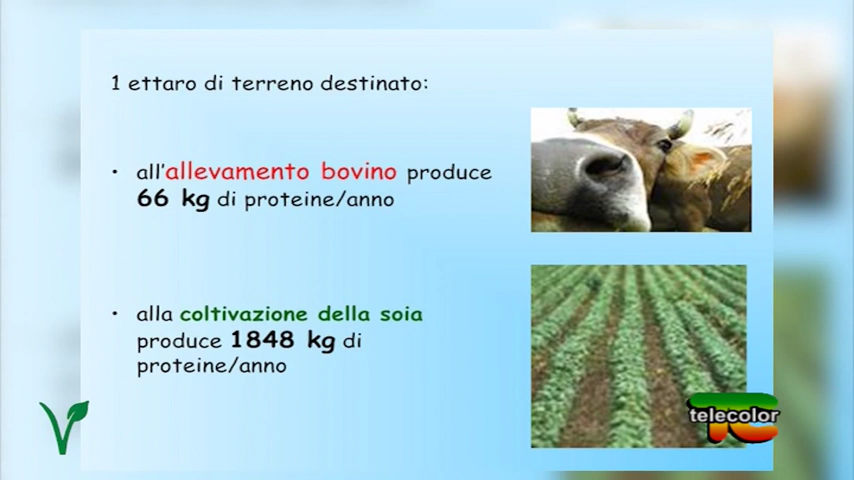 1 ettaro di terreno destinato:
• all'allevamento bovino produce
66 kg di proteine/anno
• alla coltivazione della soia
produce 1848 kg di
proteine/anno
telecolor